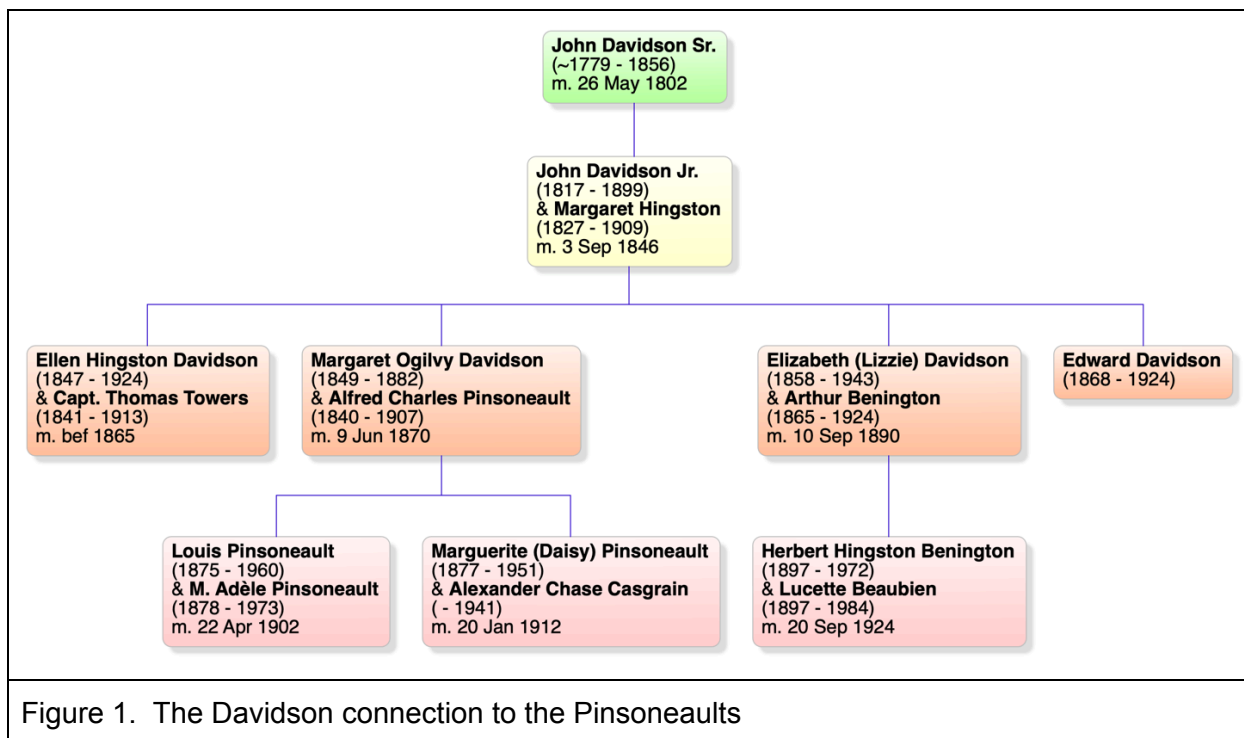 John Davidson Sr.
(~1779 - 1856)
m. 26 May 1802
John Davidson Jr.
(1817 - 1899)
& Margaret Hingston
(1827 - 1909)
m. 3 Sep 1846
Ellen Hingston Davidson
(1847 - 1924)
& Capt. Thomas Towers
(1841 - 1913)
m. bef 1865
Margaret Ogilvy Davidson
(1849 - 1882)
& Alfred Charles Pinsoneault
(1840 - 1907)
m. 9 Jun 1870
Elizabeth (Lizzie) Davidson
(1858 - 1943)
& Arthur Benington
(1865 - 1924)
m. 10 Sep 1890
Edward Davidson
(1868 - 1924)
Louis Pinsoneault
(1875 - 1960)
& M. Adèle Pinsoneault
(1878 - 1973)
m. 22 Apr 1902
Marguerite (Daisy) Pinsoneault
(1877 - 1951)
& Alexander Chase Casgrain
( - 1941)
m. 20 Jan 1912
Herbert Hingston Benington
(1897 - 1972)
& Lucette Beaubien
(1897 - 1984)
m. 20 Sep 1924
Figure 1. The Davidson connection to the Pinsoneaults